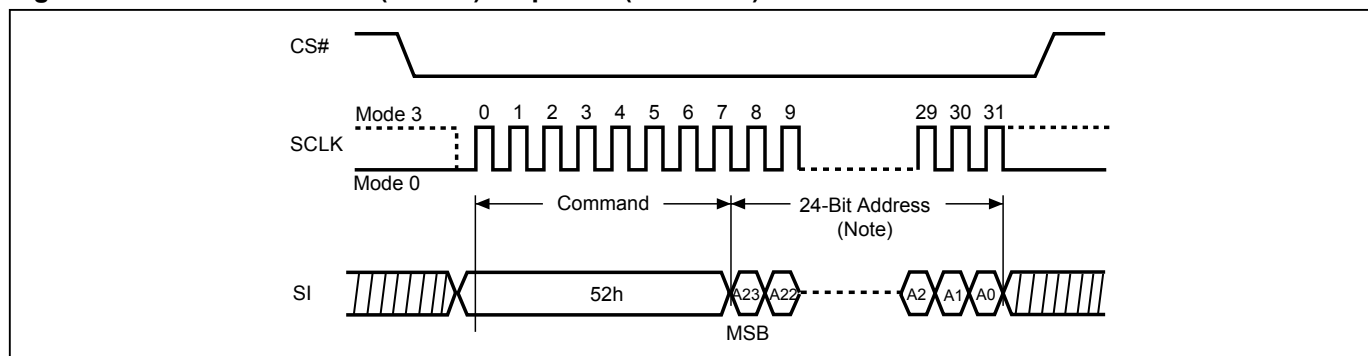 CS#
Mode 3
0 1 2 3 4 5 6 7 8 9 29 30 31
SCLK
Mode 0
Command
24-Bit Address
(Note)
SI
52h
A23 A22 A2 A1 A0
MSB